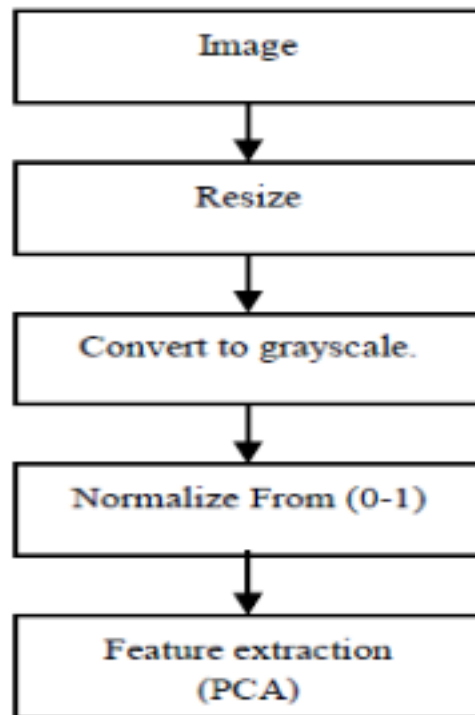 Image
Resize
Convert to grayscale.
Normalize From (0-1)
Feature extraction
(PCA)